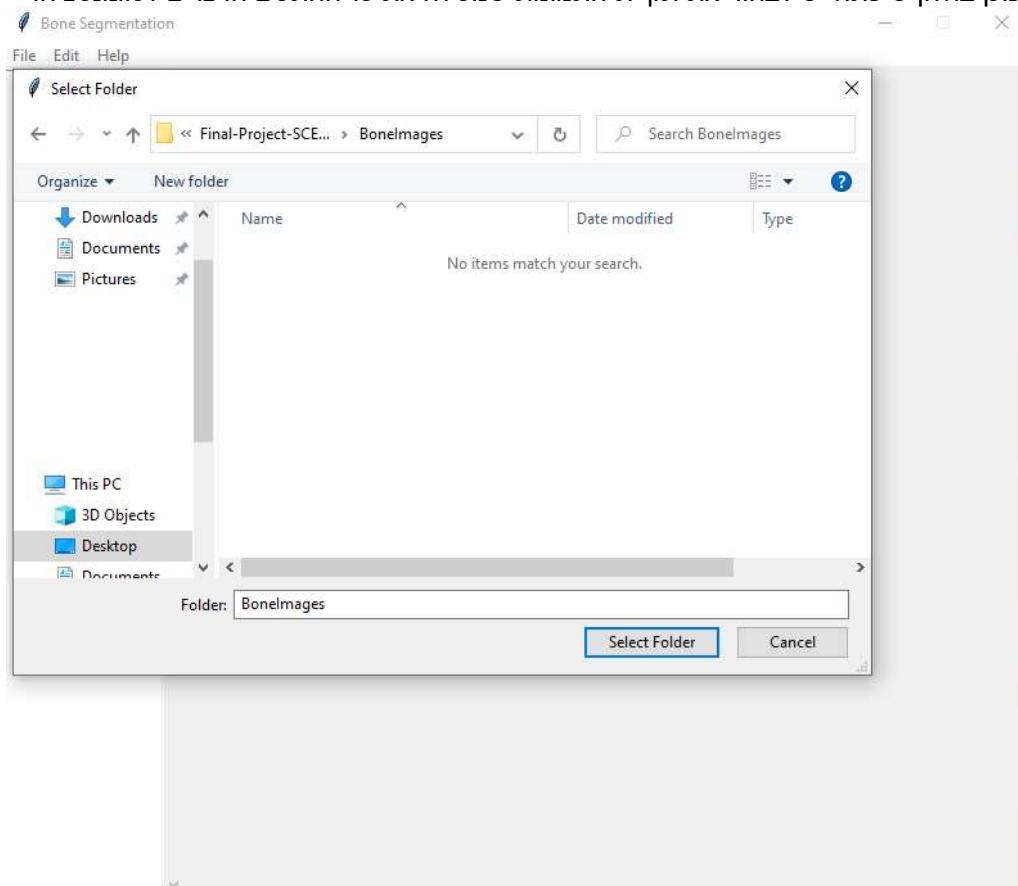 Bone Segmentation
File Edit Help
Select Folder
« Final-Project-SCE... › BoneImages
Search BoneImages
Organize New folder
Downloads
Name Date modified Type
Documents
No items match your search.
Pictures
This PC
3D Objects
Desktop
Documents
Folder: BoneImages
Select Folder Cancel